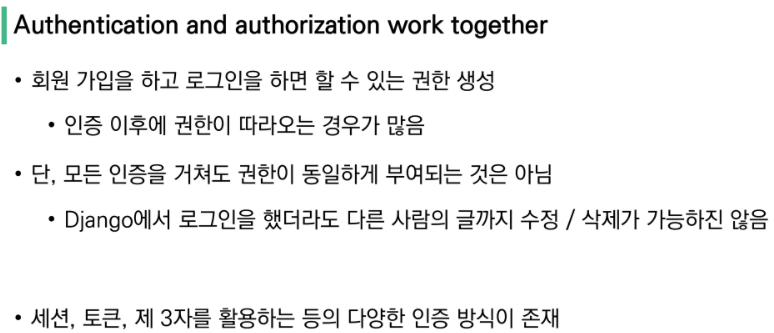 Authentication and authorization work together
• 회원 가입을 하고 로그인을 하면 할 수 있는 권한 생성
• 인증 이후에 권한이 따라오는 경우가 많음
• 단, 모든 인증을 거쳐도 권한이 동일하게 부여되는 것은 아님
• Django에서 로그인을 했더라도 다른 사람의 글까지 수정 / 삭제가 가능하진 않음
• 세션, 토큰, 제 3자를 활용하는 등의 다양한 인증 방식이 존재